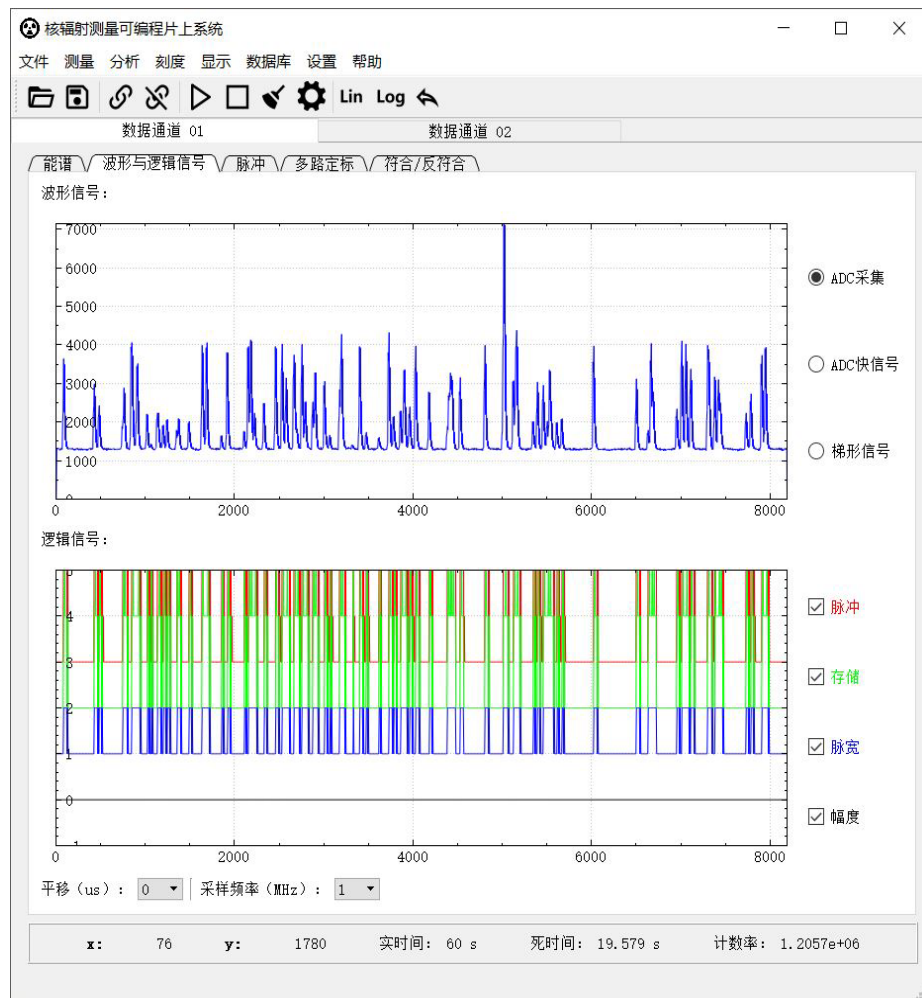 核辐射测量可编程片上系统
文件 测量 分析 刻度 显示 数据库 设置 帮助
Lin Log
数据通道 01 数据通道 02
能谱 波形与逻辑信号 脉冲 多路定标 符合/反符合
波形信号：
7000
6000
5000
4000
3000
2000
1000
0
0 2000 4000 6000 8000
ADC采集
ADC快信号
梯形信号
逻辑信号：
5
4
3
2
1
0
-1
0 2000 4000 6000 8000
脉冲
存储
脉宽
幅度
平移（us）： 0 采样频率（MHz）： 1
x: 76 y: 1780 实时间： 60 s 死时间： 19.579 s 计数率： 1.2057e+06